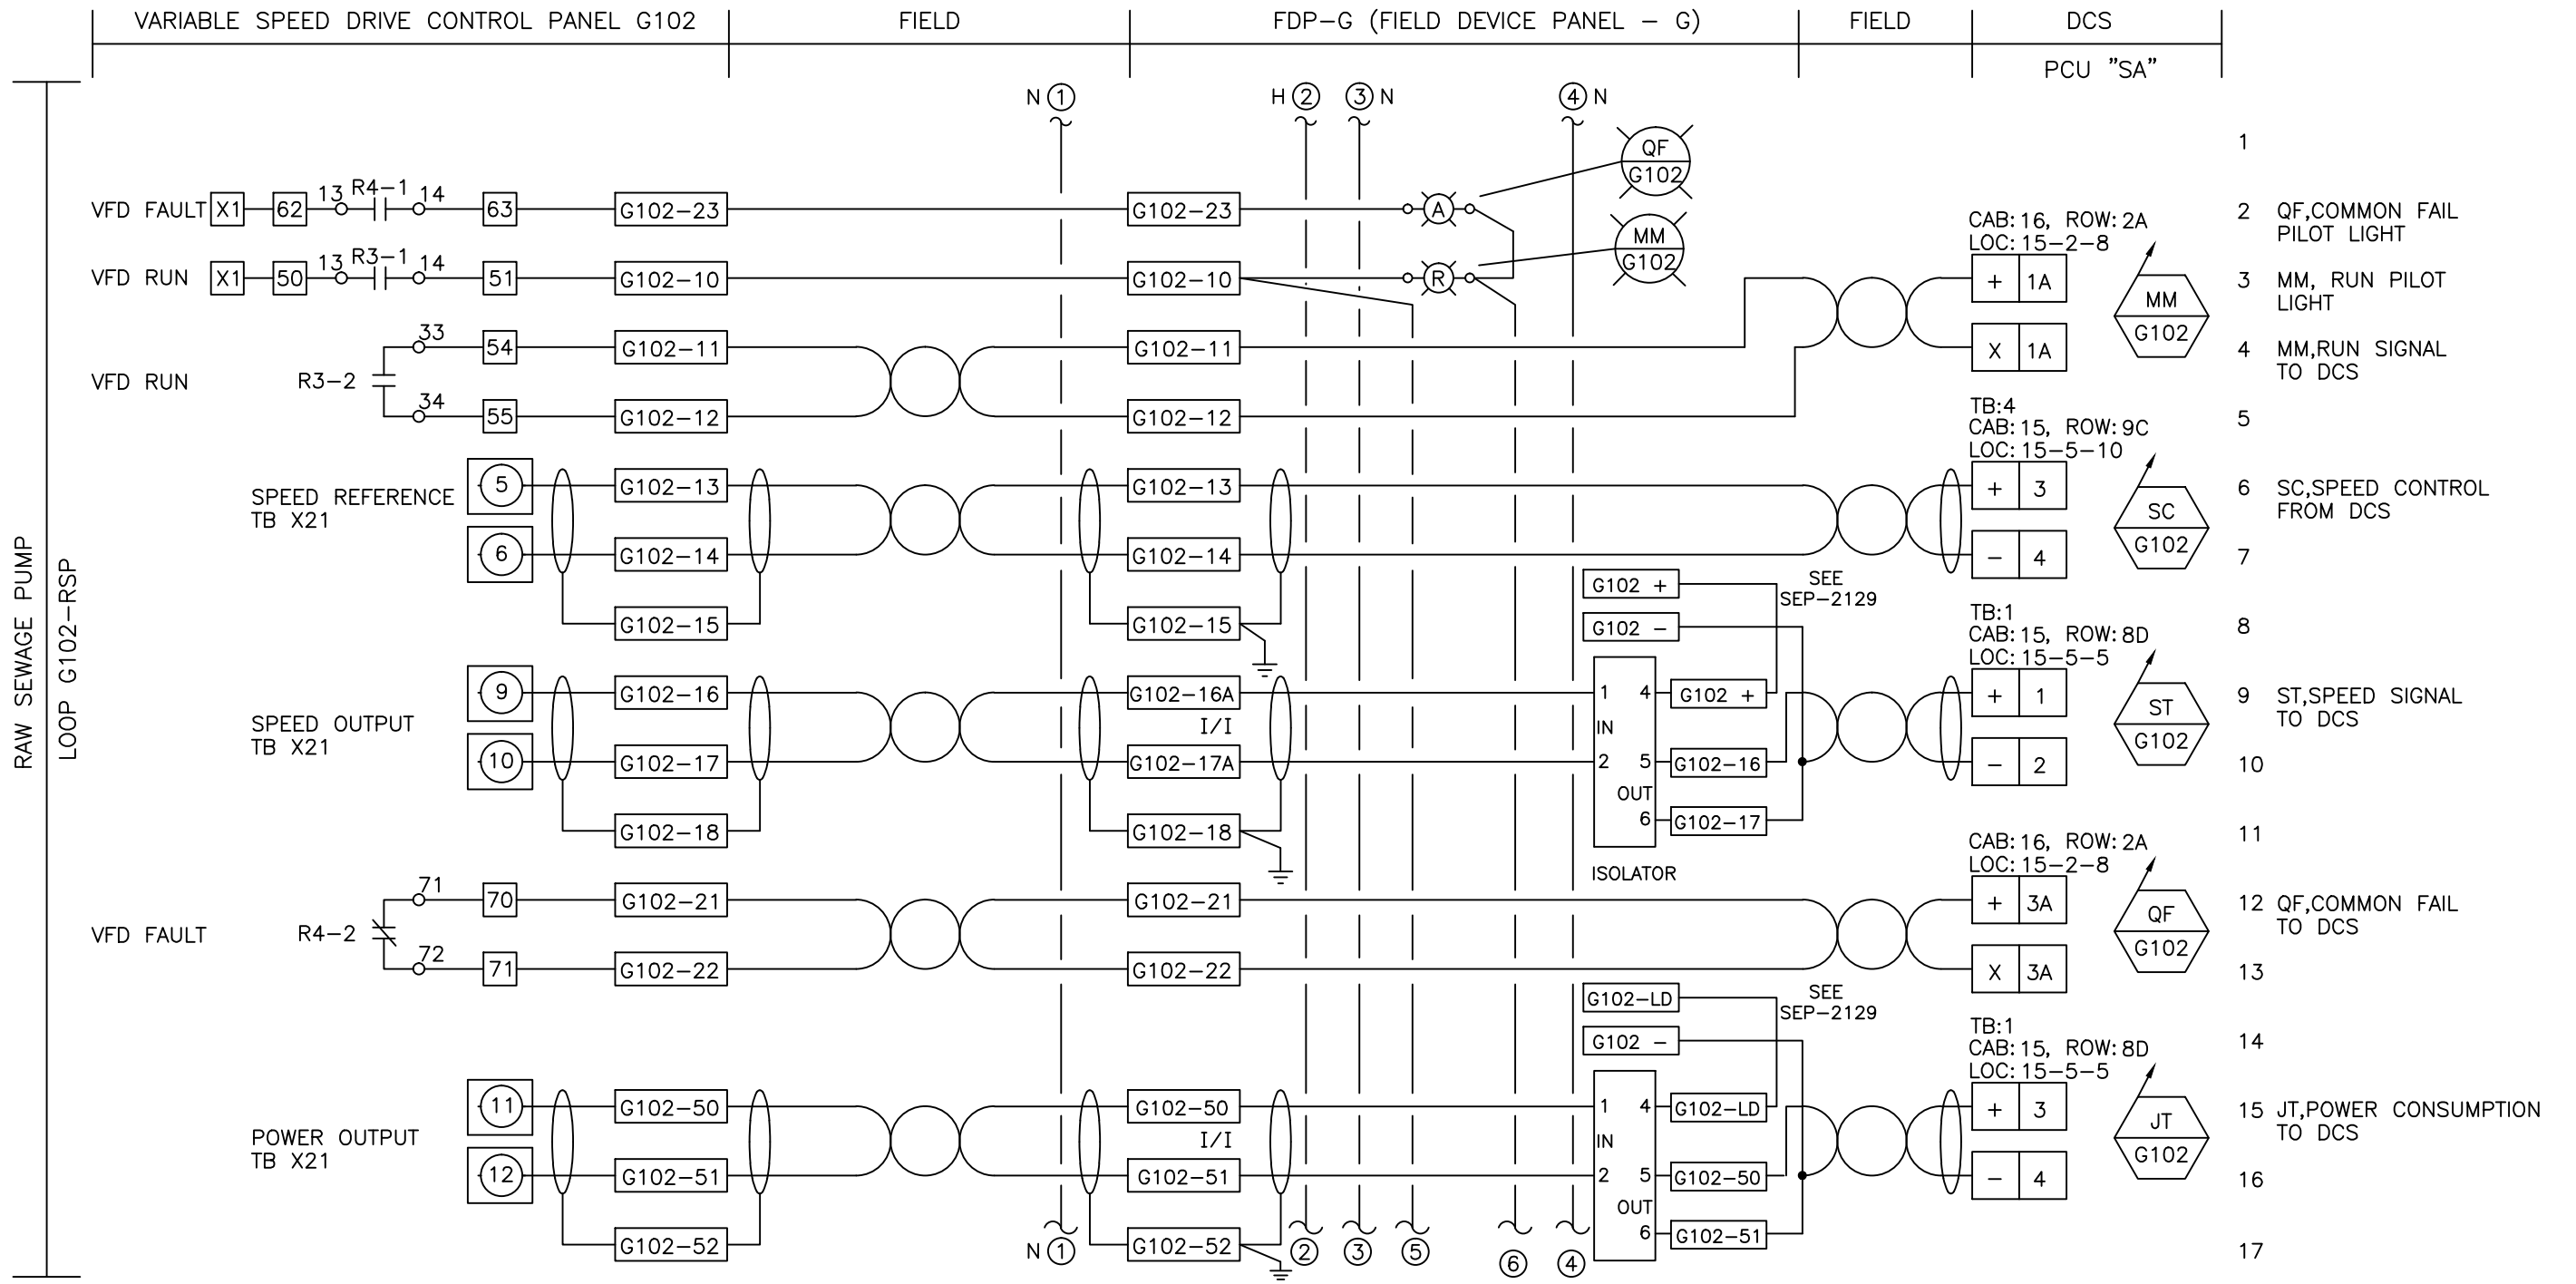 VARIABLE SPEED DRIVE CONTROL PANEL G102
FIELD
FDP-G (FIELD DEVICE PANEL - G)
FIELD
DCS
PCU "SA"
RAW SEWAGE PUMP
LOOP G102-RSP
N 1
H 2
3 N
4 N
1
QF
G102
VFD FAULT X1 62 13 R4-1 14 63 G102-23 G102-23 A
2 QF,COMMON FAIL
PILOT LIGHT
MM
G102
VFD RUN X1 50 13 R3-1 14 51 G102-10 G102-10 R
CAB:16, ROW:2A
LOC:15-2-8
+ 1A
MM
G102
3 MM, RUN PILOT
LIGHT
VFD RUN
R3-2
33 54 G102-11 G102-11
X 1A
4 MM,RUN SIGNAL
TO DCS
34 55 G102-12 G102-12
5
TB:4
CAB:15, ROW:9C
LOC:15-5-10
SPEED REFERENCE
TB X21
5 G102-13 G102-13
+ 3
SC
G102
6 SC,SPEED CONTROL
FROM DCS
6 G102-14 G102-14
- 4
7
G102 +
SEE
SEP-2129
G102-15 G102-15
G102 -
8
TB:1
CAB:15, ROW:8D
LOC:15-5-5
SPEED OUTPUT
TB X21
9 G102-16 G102-16A
I/I
1 4 G102 +
IN
+ 1
ST
G102
9 ST,SPEED SIGNAL
TO DCS
10 G102-17 G102-17A
2 5 G102-16
OUT
- 2
10
6 G102-17
G102-18 G102-18
11
ISOLATOR
CAB:16, ROW:2A
LOC:15-2-8
VFD FAULT
R4-2
71 70 G102-21 G102-21
+ 3A
QF
G102
12 QF,COMMON FAIL
TO DCS
72 71 G102-22 G102-22
X 3A
13
G102-LD
SEE
SEP-2129
G102 -
14
TB:1
CAB:15, ROW:8D
LOC:15-5-5
POWER OUTPUT
TB X21
11 G102-50 G102-50
I/I
1 4 G102-LD
IN
+ 3
JT
G102
15 JT,POWER CONSUMPTION
TO DCS
12 G102-51 G102-51
2 5 G102-50
OUT
- 4
16
6 G102-51
G102-52 G102-52
17
N 1
2
3
5
6
4